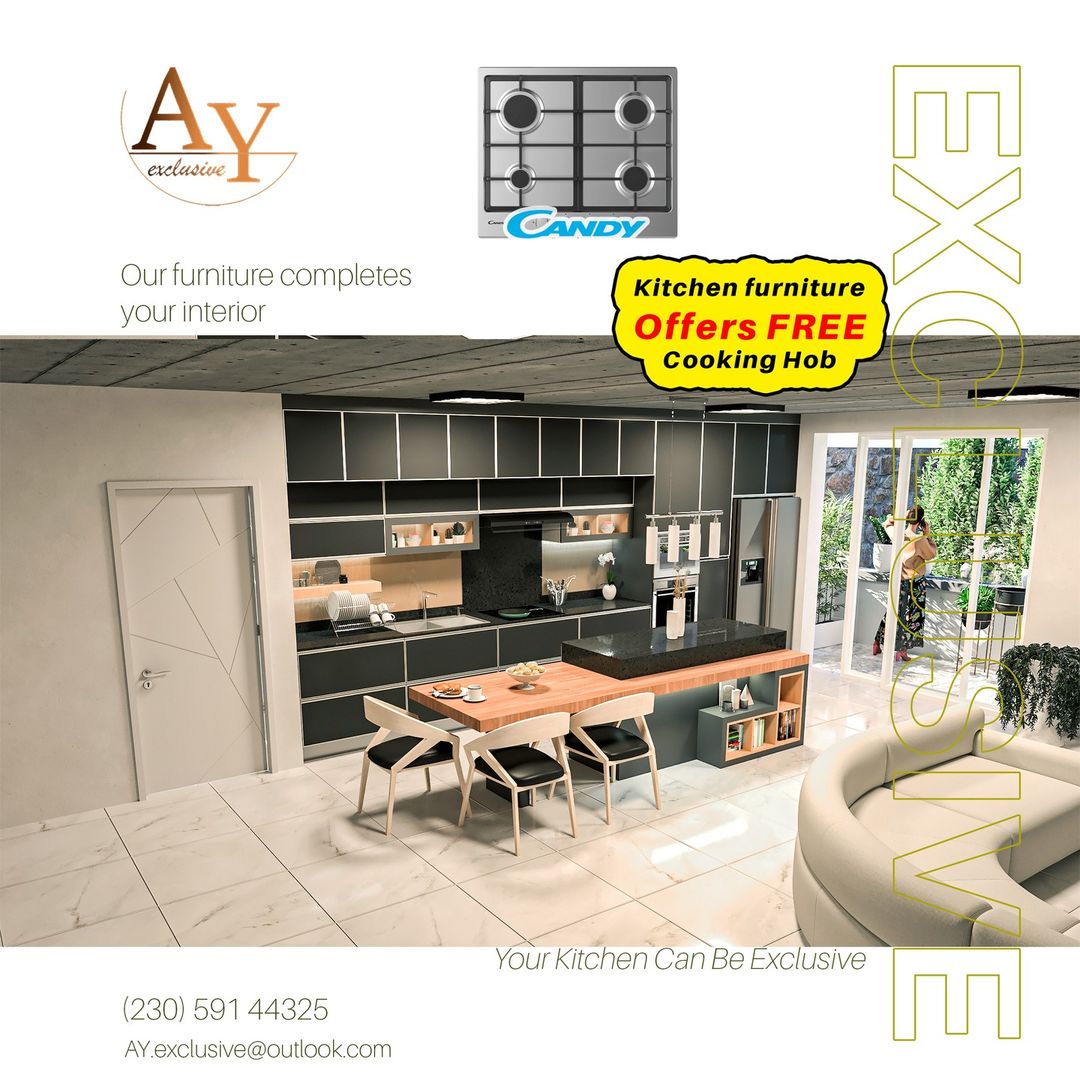 AY
exclusive
CANDY
Our furniture completes
your interior
Kitchen furniture
Offers FREE
Cooking Hob
EXCLUSIVE
Your Kitchen Can Be Exclusive
(230) 591 44325
AY.exclusive@outlook.com